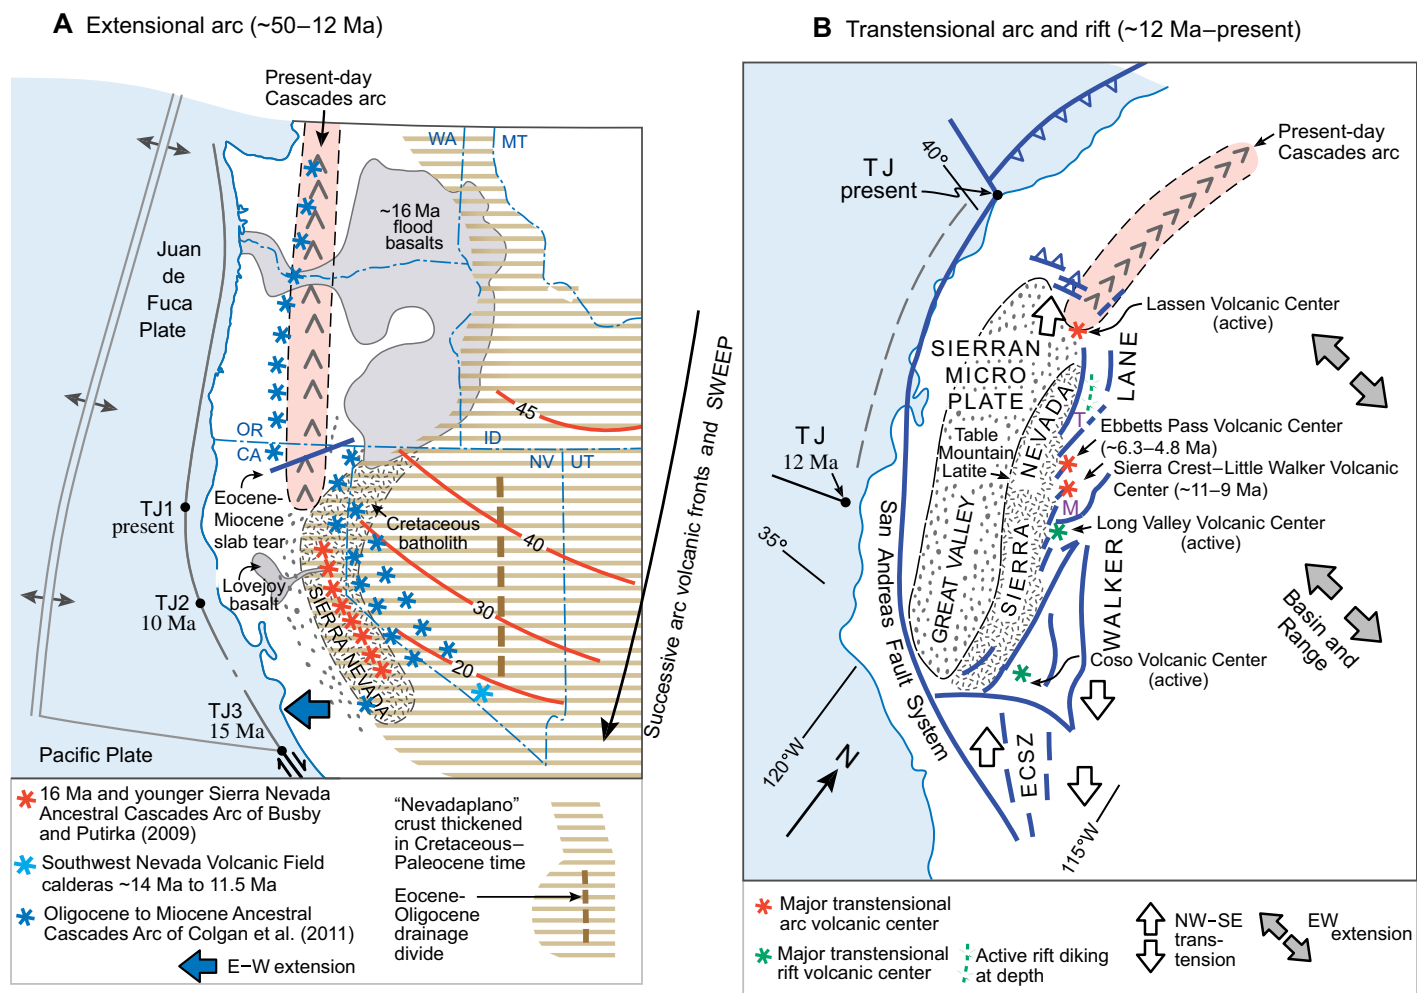 A Extensional arc (~50–12 Ma)
Present-day
Cascades arc
WA
MT
~16 Ma
flood
basalts
Juan
de
Fuca
Plate
45
OR
CA
ID
NV
UT
Eocene-
Miocene
slab tear
TJ1
present
Cretaceous
batholith
40
Lovejoy
basalt
TJ2
10 Ma
30
SIERRA NEVADA
20
TJ3
15 Ma
Pacific Plate
Successive arc volcanic fronts and SWEEP
16 Ma and younger Sierra Nevada
Ancestral Cascades Arc of Busby
and Putirka (2009)
Southwest Nevada Volcanic Field
calderas ~14 Ma to 11.5 Ma
Oligocene to Miocene Ancestral
Cascades Arc of Colgan et al. (2011)
E–W extension
“Nevadaplano”
crust thickened
in Cretaceous–
Paleocene time
Eocene-
Oligocene
drainage
divide
B Transtensional arc and rift (~12 Ma–present)
40°
TJ
present
Present-day
Cascades arc
Lassen Volcanic Center
(active)
SIERRAN
MICRO
PLATE
LANE
T
Table
Mountain
Latite
NEVADA
Ebbetts Pass Volcanic Center
(~6.3–4.8 Ma)
Sierra Crest–Little Walker Volcanic
Center (~11–9 Ma)
TJ
12 Ma
M
Long Valley Volcanic Center
(active)
35°
San Andreas Fault System
GREAT VALLEY
SIERRA
WALKER
Basin and
Range
Coso Volcanic Center
(active)
120°W
N
ECSZ
115°W
Major transtensional
arc volcanic center
Major transtensional
rift volcanic center
Active rift diking
at depth
NW–SE
trans-
tension
EW
extension